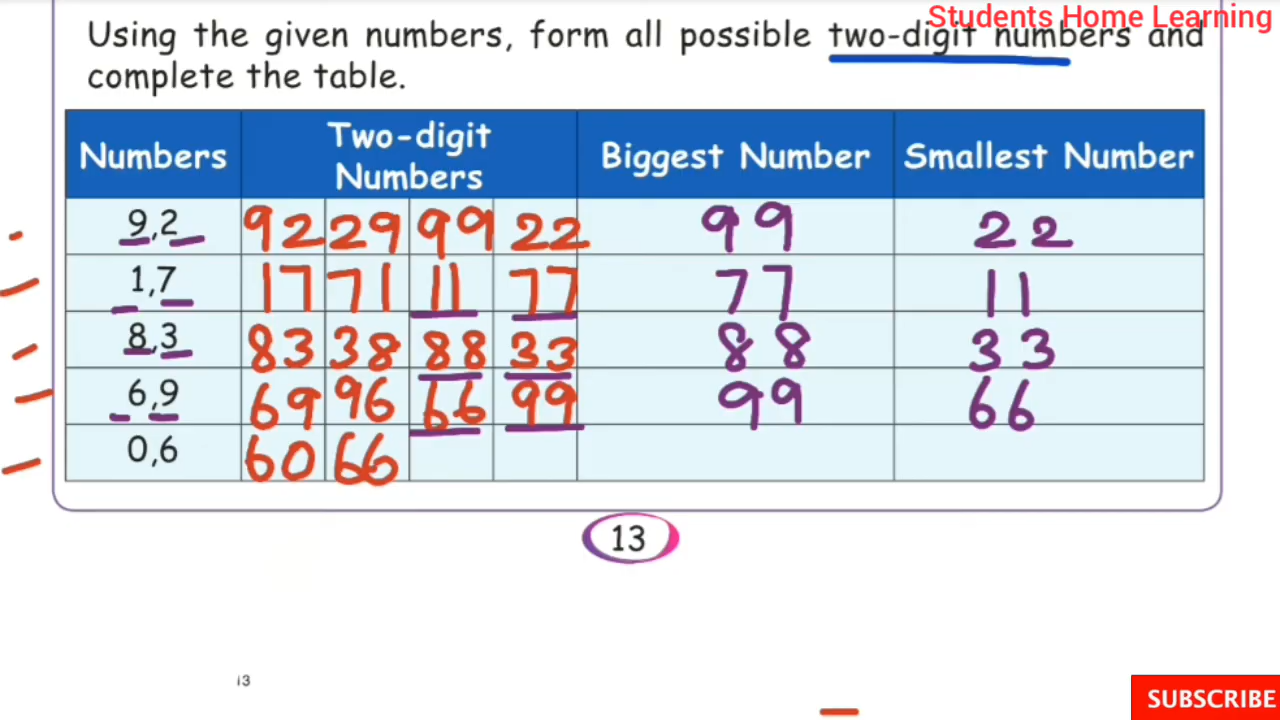 Students Home Learning
Using the given numbers, form all possible two-digit numbers and
complete the table.
Numbers Two-digit Numbers Biggest Number Smallest Number
9,2 92 29 99 22 99 22
1,7 17 71 11 77 77 11
8,3 83 38 88 33 88 33
6,9 69 96 66 99 99 66
0,6 60 66
13
13
SUBSCRIBE